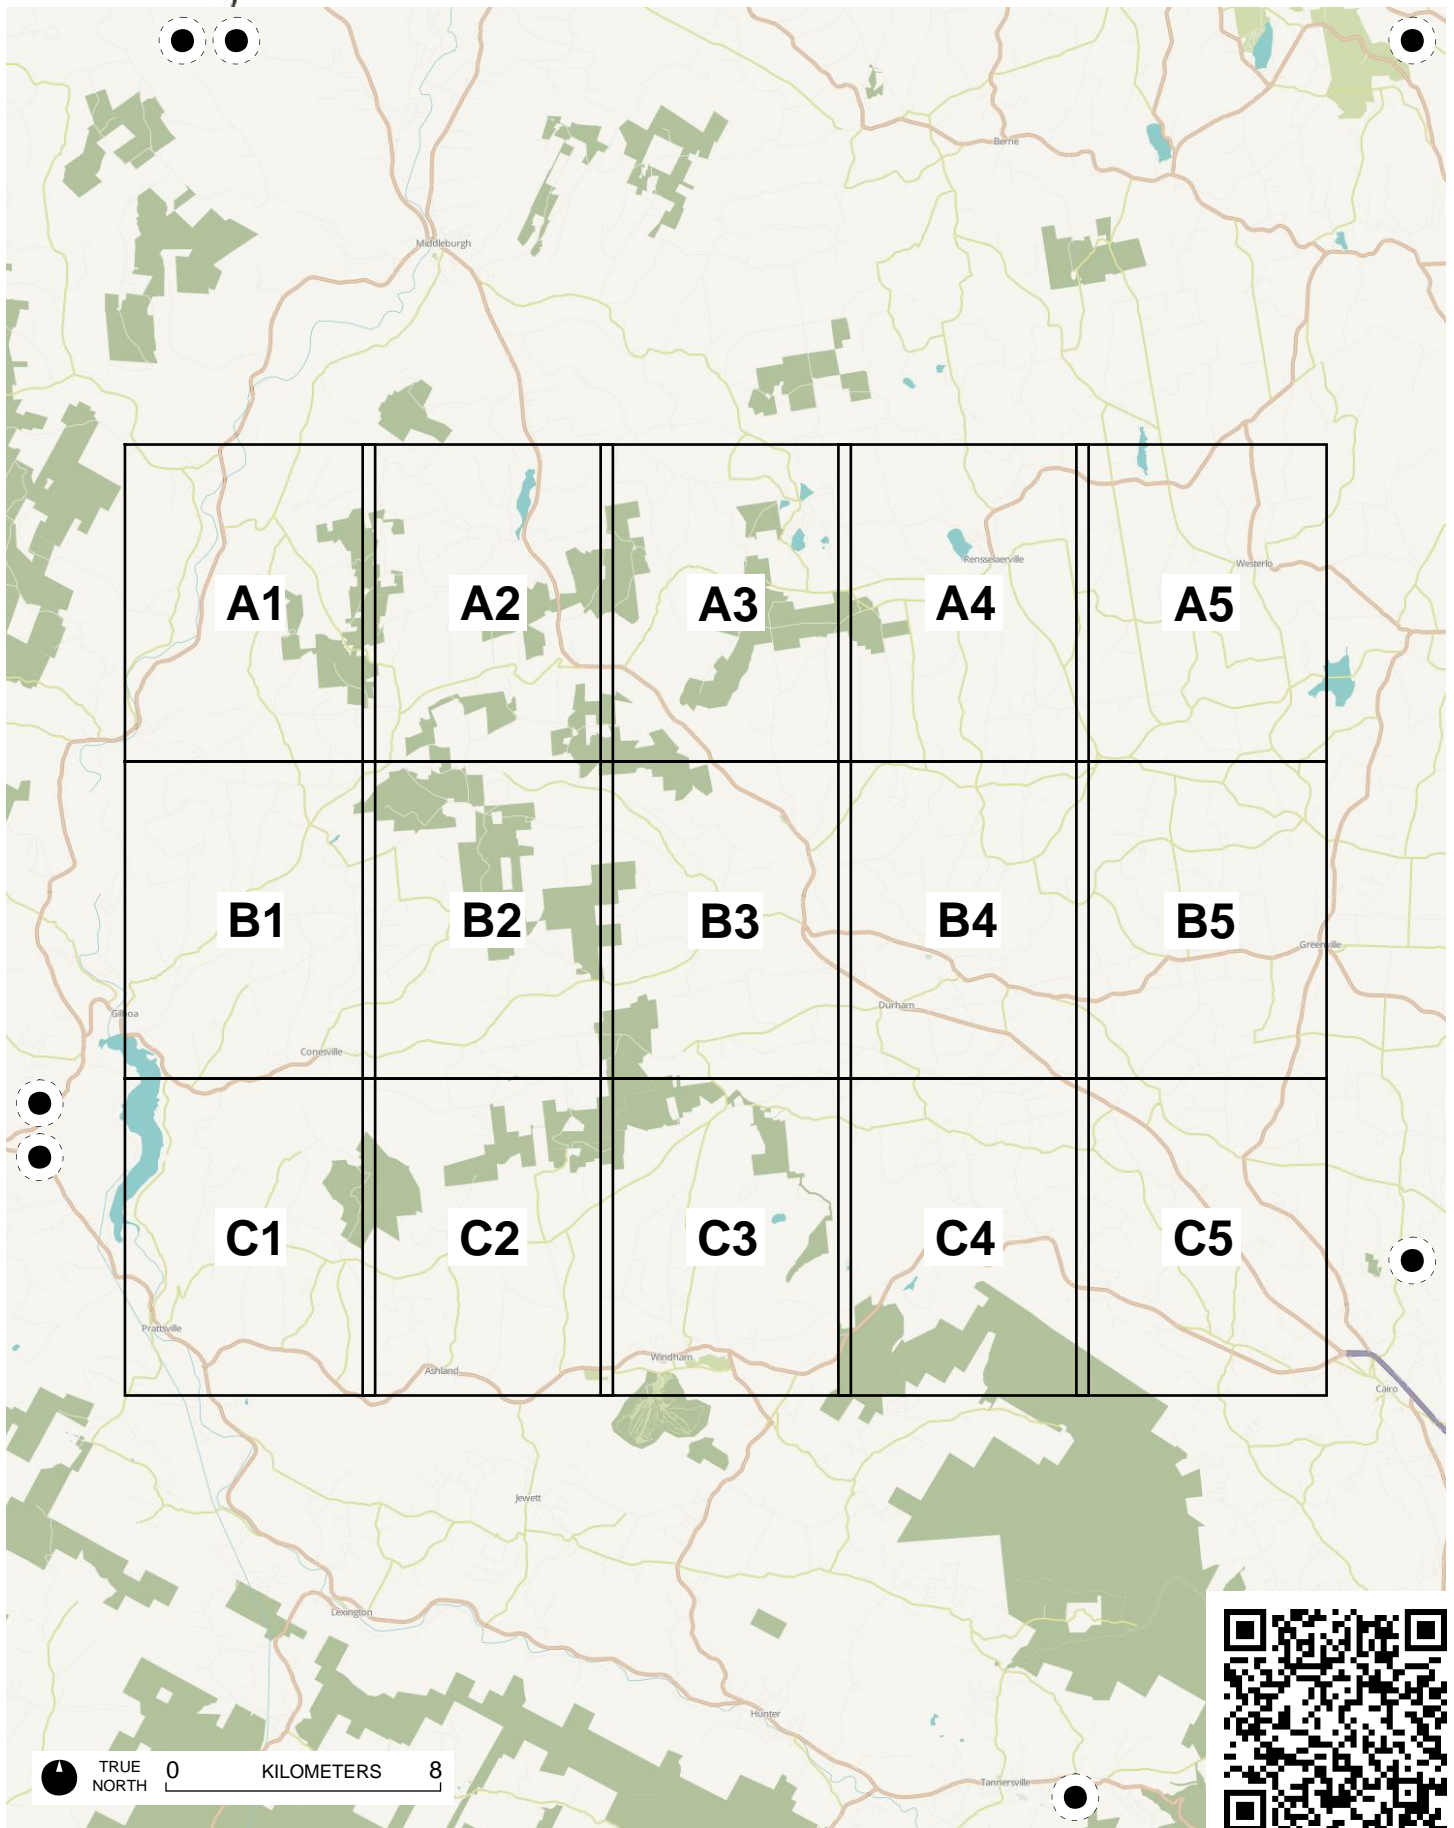 Berne
Middleburgh
Rensselaerville
Westerlo
A1 A2 A3 A4 A5
B1 B2 B3 B4 B5
Greenville
Durham
Gilboa
Conesville
C1 C2 C3 C4 C5
Prattsville
Windham
Ashland
Cairo
Jewett
Lexington
Hunter
TRUE NORTH
0 KILOMETERS 8
Tannersville